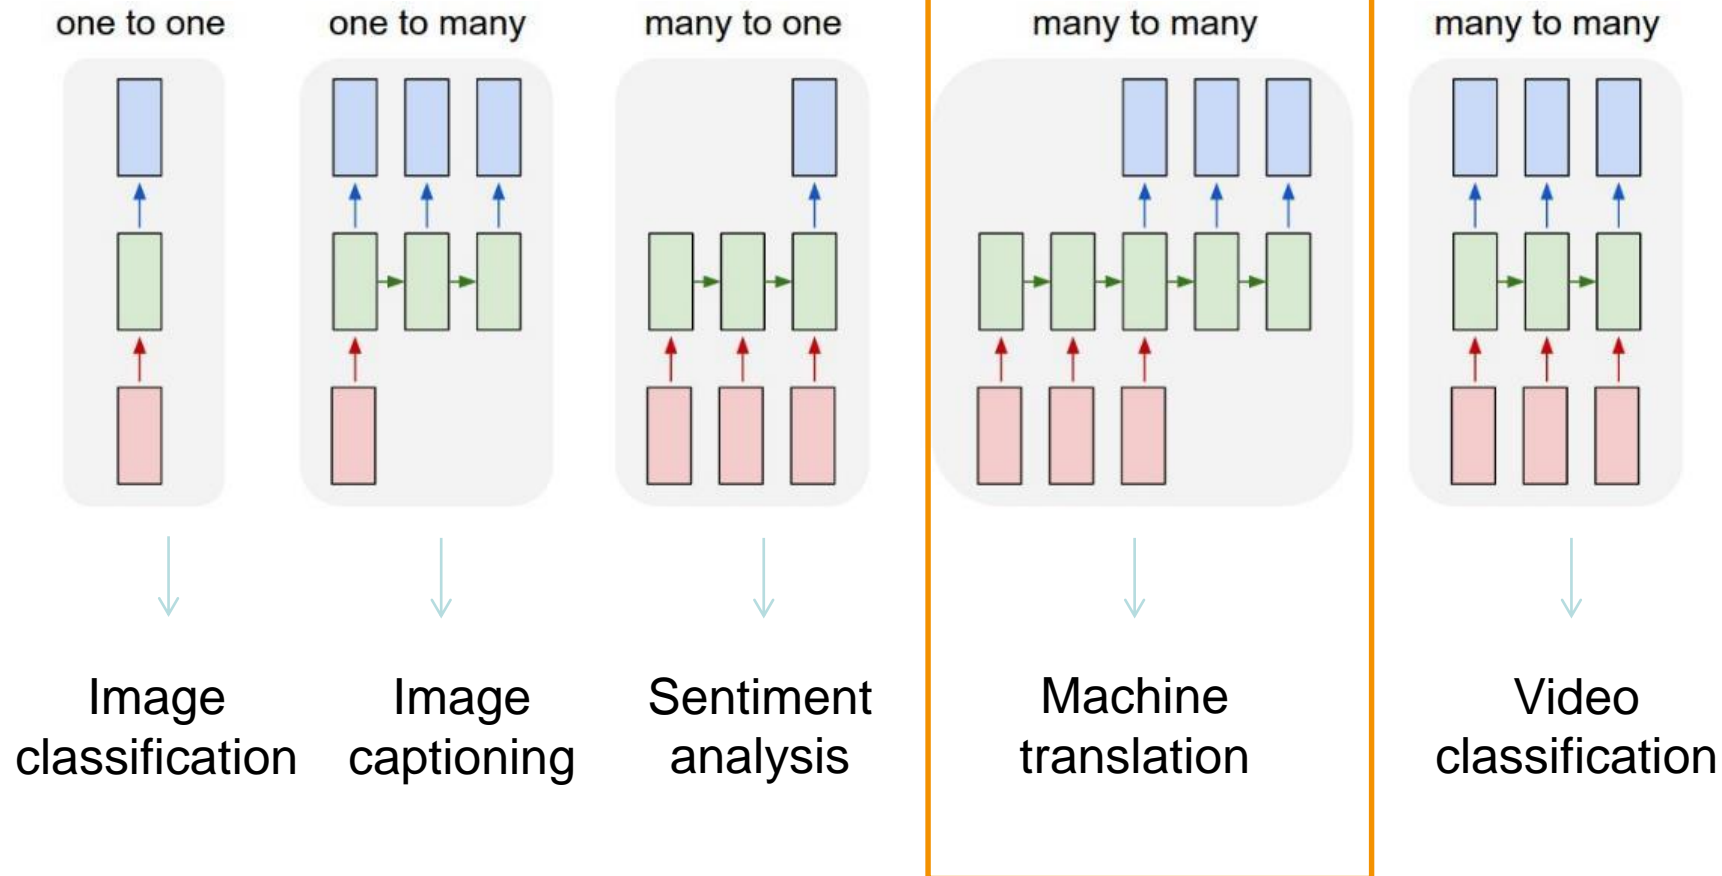 one to one
one to many
many to one
many to many
many to many
Image
classification
Image
captioning
Sentiment
analysis
Machine
translation
Video
classification